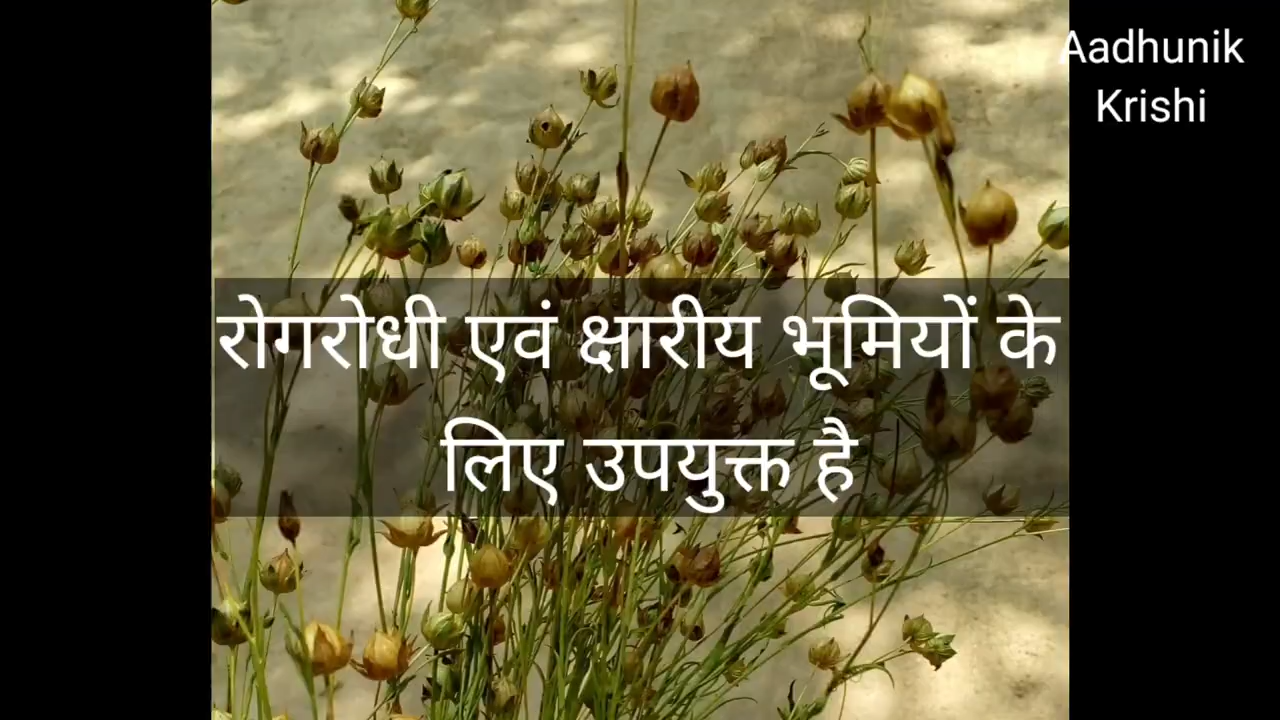 Aadhunik
Krishi
रोगरोधी एवं क्षारीय भूमियों के
लिए उपयुक्त है